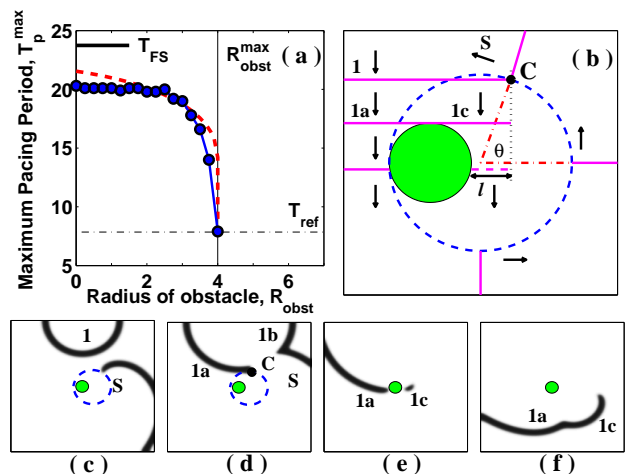 Maximum Pacing Period, T_p^max
25
20
15
10
5
0
2
4
6
Radius of obstacle, R_obst
T_FS
R_obst^max
( a )
T_ref
( b )
S
1
C
1a
1c
θ
l
1
S
( c )
1b
C
1a
S
( d )
1a
1c
( e )
1a
1c
( f )